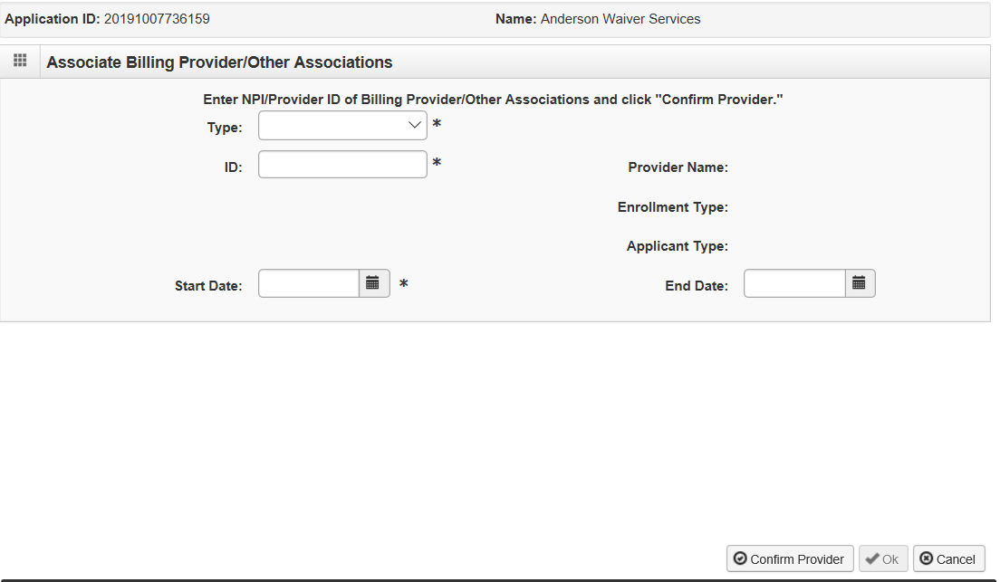 Application ID: 20191007736159 Name: Anderson Waiver Services
Associate Billing Provider/Other Associations
Enter NPI/Provider ID of Billing Provider/Other Associations and click "Confirm Provider."
Type: *
ID: * Provider Name:
Enrollment Type:
Applicant Type:
Start Date: * End Date:
Confirm Provider Ok Cancel